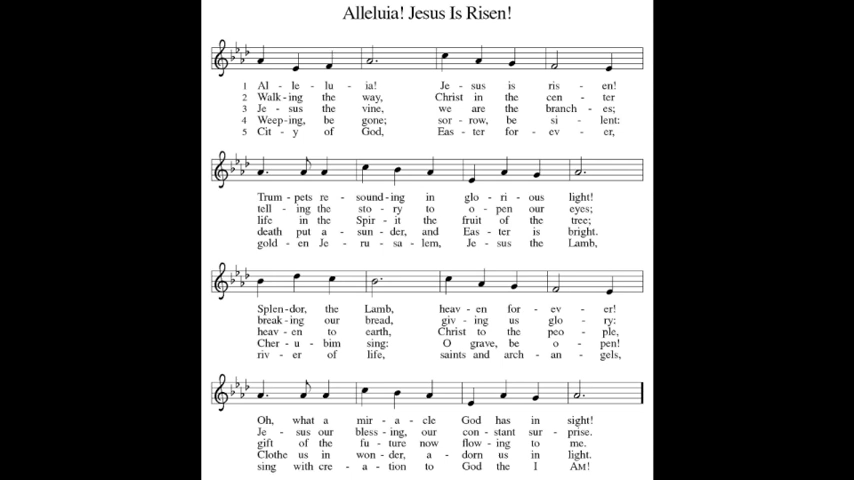 Alleluia! Jesus Is Risen!
1 Al - le - lu - ia! Je - sus is ris - en!
2 Walk - ing the way, Christ in the cen - ter
3 Je - sus the vine, we are the branch - es;
4 Weep - ing, be gone; sor - row, be si - lent:
5 Cit - y of God, Eas - ter for - ev - er,
Trum - pets re - sound - ing in glo - ri - ous light!
tell - ing the sto - ry to o - pen our eyes;
life in the Spir - it the fruit of the tree;
death put a - sun - der, and Eas - ter is bright.
gold - en Je - ru - sa - lem, Je - sus the Lamb,
Splen - dor, the Lamb, heav - en for - ev - er!
break - ing our bread, giv - ing us glo - ry:
heav - en to earth, Christ to the peo - ple,
Cher - u - bim sing: O grave, be o - pen!
riv - er of life, saints and arch - an - gels,
Oh, what a mir - a - cle God has in sight!
Je - sus our bless - ing, our con - stant sur - prise.
gift of the fu - ture now flow - ing to me.
Clothe us in won - der, a - dorn us in light.
sing with cre - a - tion to God the I AM!